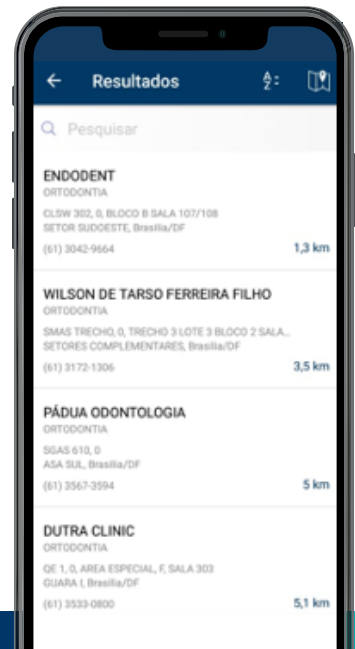 Resultados
A
Z
Pesquisar
ENDODENT
ORTODONTIA
CLSW 302, 0, BLOCO B SALA 107/108
SETOR SUDOESTE, Brasilia/DF
(61) 3042-9664
1,3 km
WILSON DE TARSO FERREIRA FILHO
ORTODONTIA
SMAS TRECHO, 0, TRECHO 3 LOTE 3 BLOCO 2 SALA...
SETORES COMPLEMENTARES, Brasilia/DF
(61) 3172-1306
3,5 km
PÁDUA ODONTOLOGIA
ORTODONTIA
SGAS 610, 0
ASA SUL, Brasilia/DF
(61) 3567-3594
5 km
DUTRA CLINIC
ORTODONTIA
QE 1, 0, AREA ESPECIAL, F, SALA 303
GUARA I, Brasilia/DF
(61) 3533-0800
5,1 km